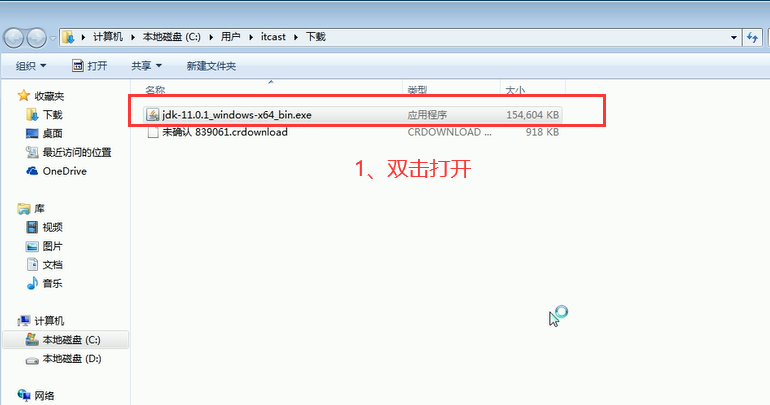 计算机 本地磁盘 (C:) 用户 itcast 下载
组织 打开 共享 新建文件夹
名称 类型 大小
收藏夹
jdk-11.0.1_windows-x64_bin.exe 应用程序 154,604 KB
下载
未确认 839061.crdownload CRDOWNLOAD ... 918 KB
桌面
最近访问的位置
1、双击打开
OneDrive
库
视频
图片
文档
音乐
计算机
本地磁盘 (C:)
本地磁盘 (D:)
网络